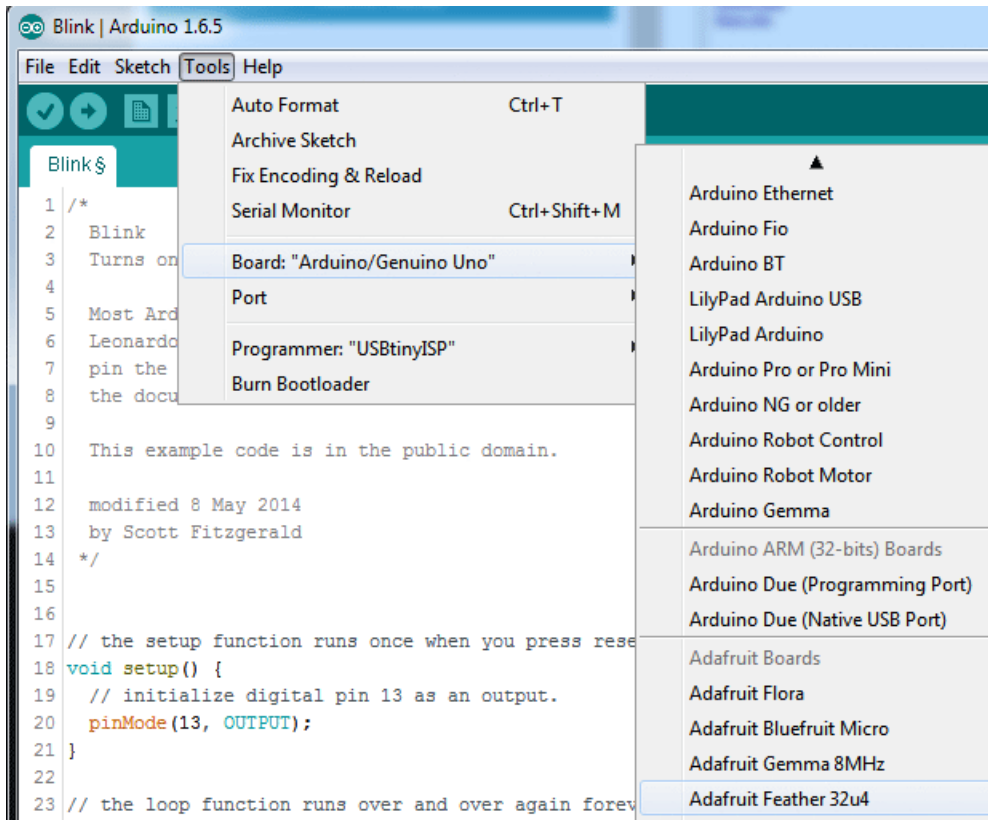 Blink | Arduino 1.6.5
File Edit Sketch Tools Help
Auto Format Ctrl+T
Archive Sketch
Fix Encoding & Reload
Serial Monitor Ctrl+Shift+M
Board: "Arduino/Genuino Uno"
Port
Programmer: "USBtinyISP"
Burn Bootloader
Arduino Ethernet
Arduino Fio
Arduino BT
LilyPad Arduino USB
LilyPad Arduino
Arduino Pro or Pro Mini
Arduino NG or older
Arduino Robot Control
Arduino Robot Motor
Arduino Gemma
Arduino ARM (32-bits) Boards
Arduino Due (Programming Port)
Arduino Due (Native USB Port)
Adafruit Boards
Adafruit Flora
Adafruit Bluefruit Micro
Adafruit Gemma 8MHz
Adafruit Feather 32u4
Blink §
1 /*
2 Blink
3 Turns on
4
5 Most Ard
6 Leonardo
7 pin the
8 the docu
9
10 This example code is in the public domain.
11
12 modified 8 May 2014
13 by Scott Fitzgerald
14 */
15
16
17 // the setup function runs once when you press rese
18 void setup() {
19 // initialize digital pin 13 as an output.
20 pinMode(13, OUTPUT);
21 }
22
23 // the loop function runs over and over again forev